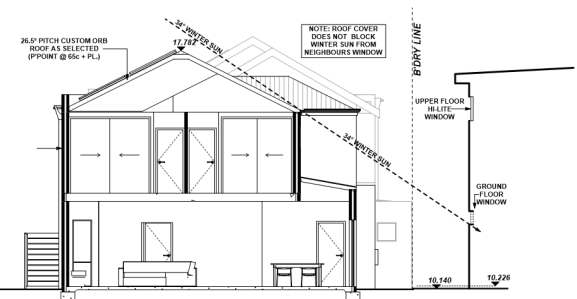 34° WINTER SUN
17.787
26.5° PITCH CUSTOM ORB
ROOF AS SELECTED
(P'POINT @ 65c + PL.)
NOTE: ROOF COVER
DOES NOT BLOCK
WINTER SUN FROM
NEIGHBOURS WINDOW
B'DRY LINE
UPPER FLOOR
HI-LITE
WINDOW
34° WINTER SUN
GROUND
FLOOR
WINDOW
10.140
10.226